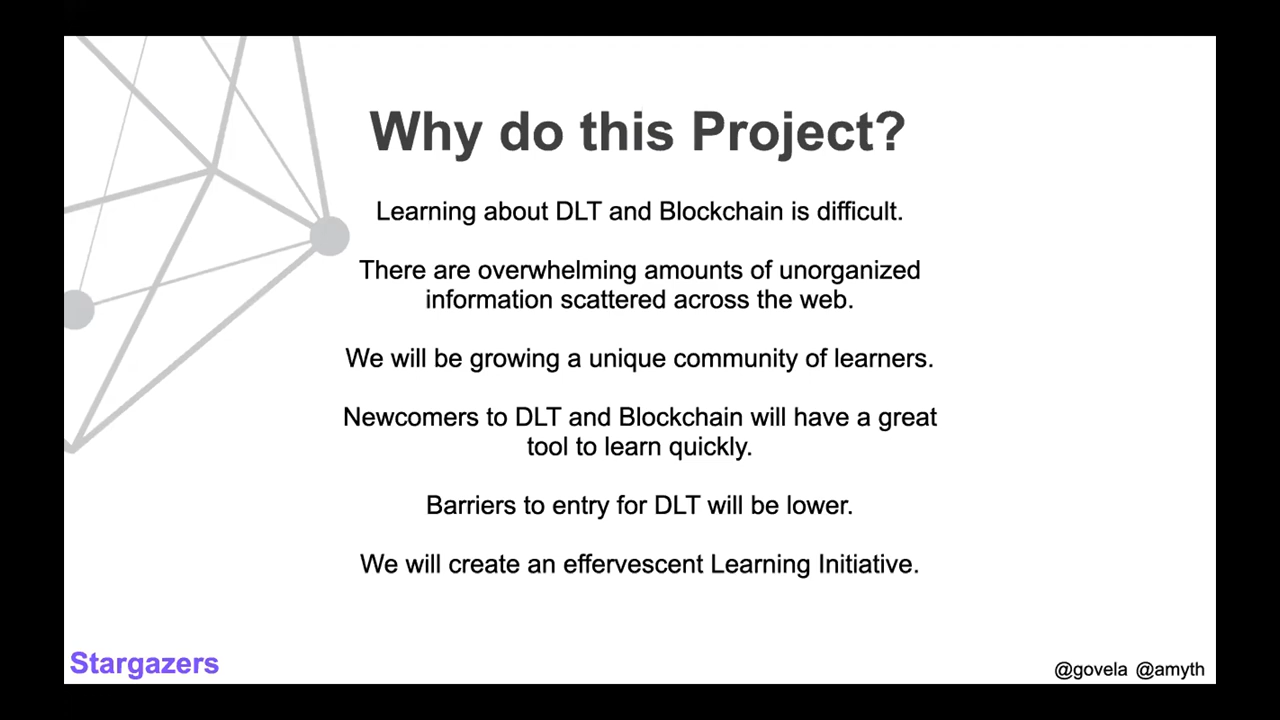 Why do this Project?
Learning about DLT and Blockchain is difficult.
There are overwhelming amounts of unorganized
information scattered across the web.
We will be growing a unique community of learners.
Newcomers to DLT and Blockchain will have a great
tool to learn quickly.
Barriers to entry for DLT will be lower.
We will create an effervescent Learning Initiative.
Stargazers
@govela @amyth